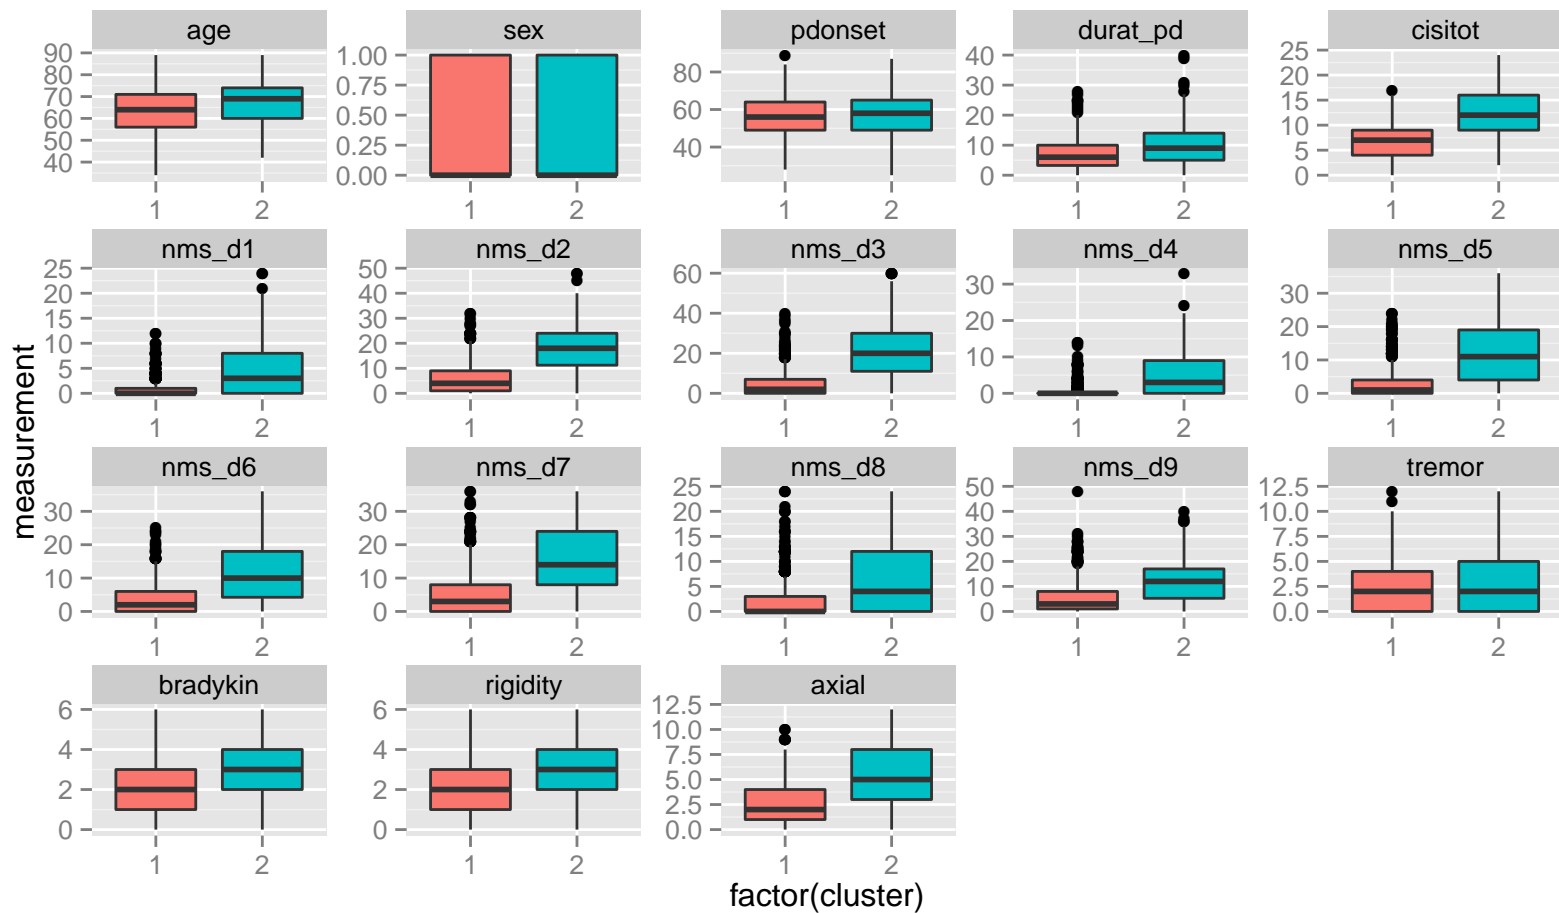 age sex pdonset durat_pd cisitot
90 80 70 60 50 40
1.00 0.75 0.50 0.25 0.00
80 60 40
40 30 20 10 0
25 20 15 10 5 0
1 2 1 2 1 2 1 2 1 2
nms_d1 nms_d2 nms_d3 nms_d4 nms_d5
25 20 15 10 5 0
50 40 30 20 10 0
60 40 20 0
30 20 10 0
30 20 10 0
1 2 1 2 1 2 1 2 1 2
measurement
nms_d6 nms_d7 nms_d8 nms_d9 tremor
30 20 10 0
30 20 10 0
25 20 15 10 5 0
50 40 30 20 10 0
12.5 10.0 7.5 5.0 2.5 0.0
1 2 1 2 1 2 1 2 1 2
bradykin rigidity axial
6 4 2 0
6 4 2 0
12.5 10.0 7.5 5.0 2.5 0.0
1 2 1 2 1 2
factor(cluster)